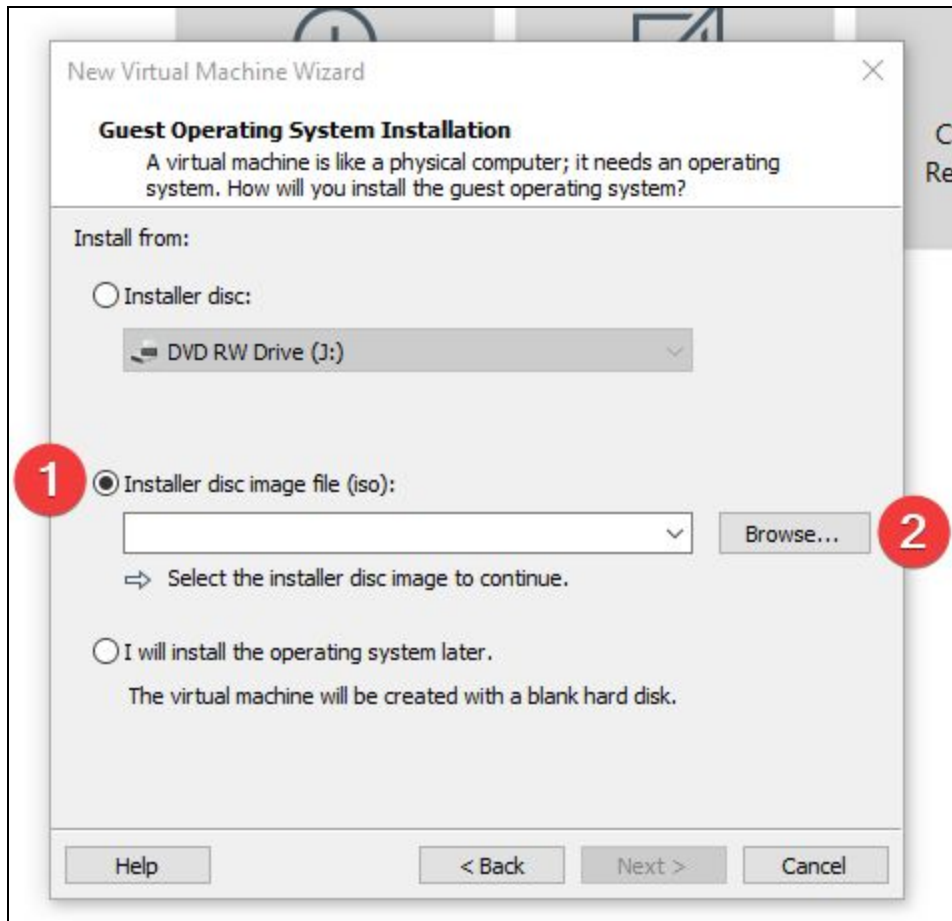 New Virtual Machine Wizard
Guest Operating System Installation
A virtual machine is like a physical computer; it needs an operating
system. How will you install the guest operating system?
C
Re
Install from:
Installer disc:
DVD RW Drive (J:)
1
Installer disc image file (iso):
Browse...
2
Select the installer disc image to continue.
I will install the operating system later.
The virtual machine will be created with a blank hard disk.
Help
< Back
Next >
Cancel